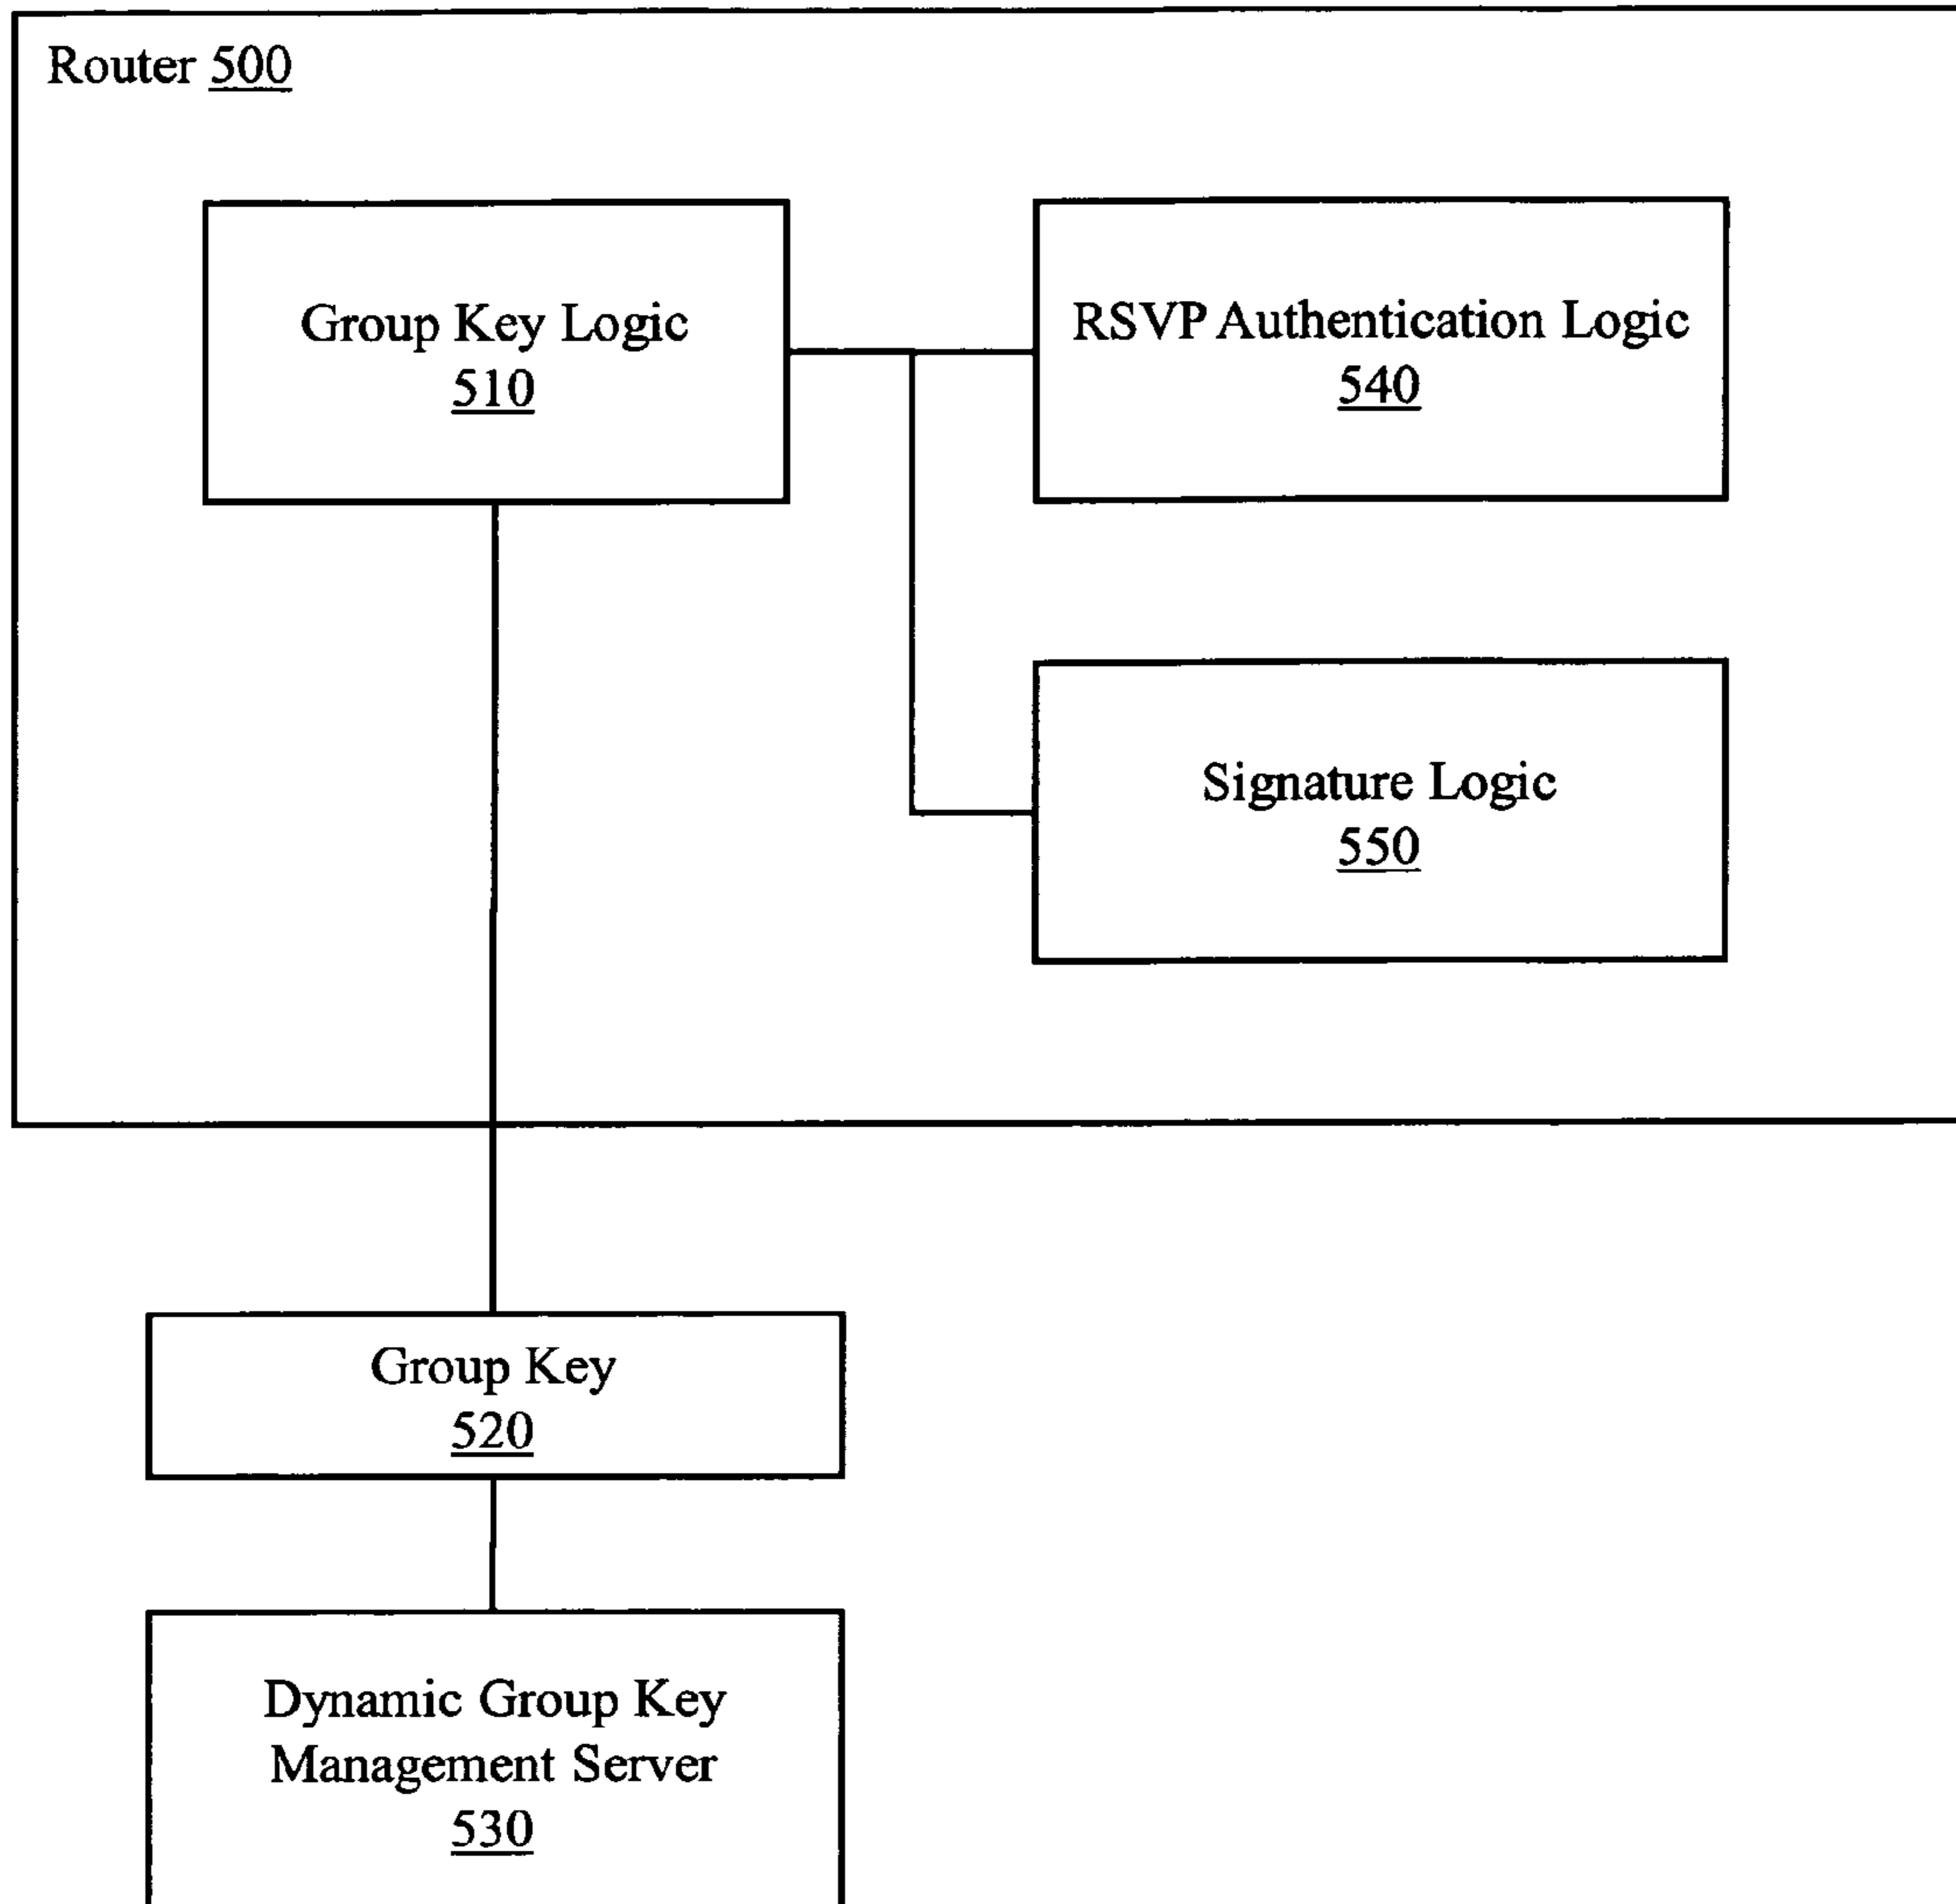 Router 500
Group Key Logic
510
RSVP Authentication Logic
540
Signature Logic
550
Group Key
520
Dynamic Group Key
Management Server
530